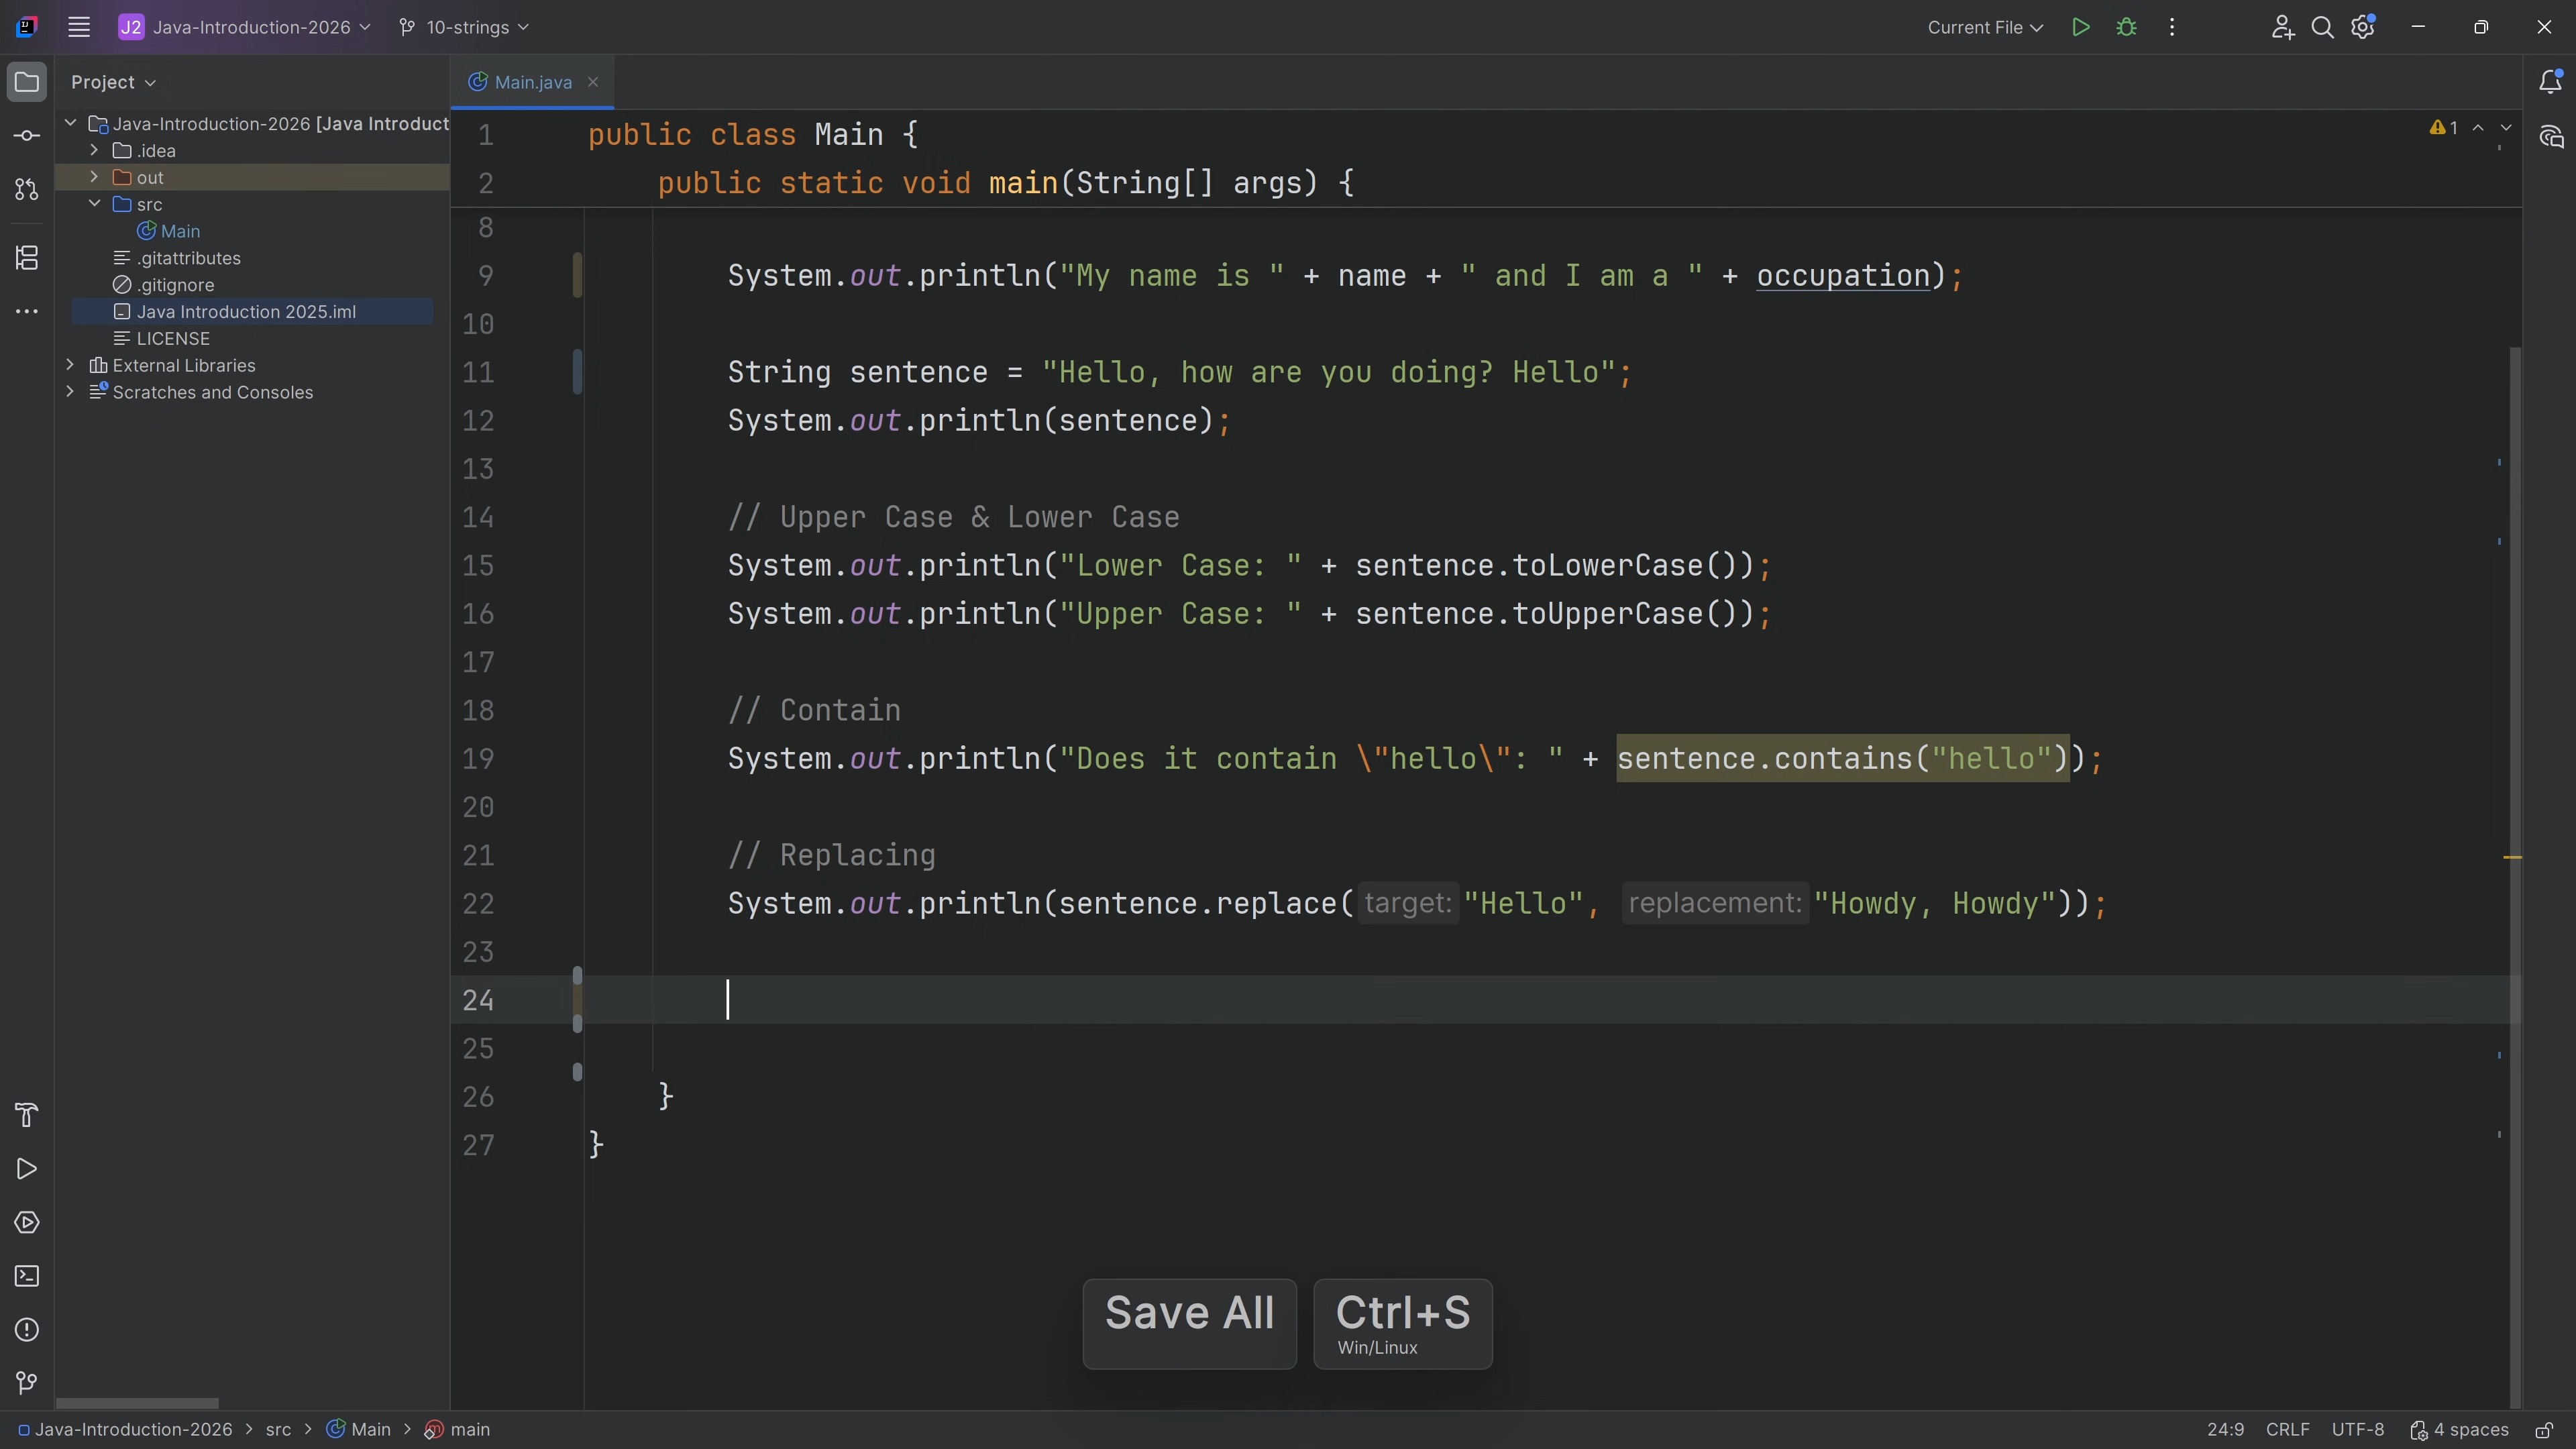 J2 Java-Introduction-2026 10-strings Current File
Project
Main.java
Java-Introduction-2026 [Java Introduct
.idea
out
src
Main
.gitattributes
.gitignore
Java Introduction 2025.iml
LICENSE
External Libraries
Scratches and Consoles
1 public class Main {
1
2 public static void main(String[] args) {
8
9 System.out.println("My name is " + name + " and I am a " + occupation);
10
11 String sentence = "Hello, how are you doing? Hello";
12 System.out.println(sentence);
13
14 // Upper Case & Lower Case
15 System.out.println("Lower Case: " + sentence.toLowerCase());
16 System.out.println("Upper Case: " + sentence.toUpperCase());
17
18 // Contain
19 System.out.println("Does it contain \"hello\": " + sentence.contains("hello"));
20
21 // Replacing
22 System.out.println(sentence.replace( target: "Hello", replacement: "Howdy, Howdy"));
23
24
25
26 }
27 }
Save All Ctrl+S
Win/Linux
Java-Introduction-2026 > src > Main > main 24:9 CRLF UTF-8 4 spaces